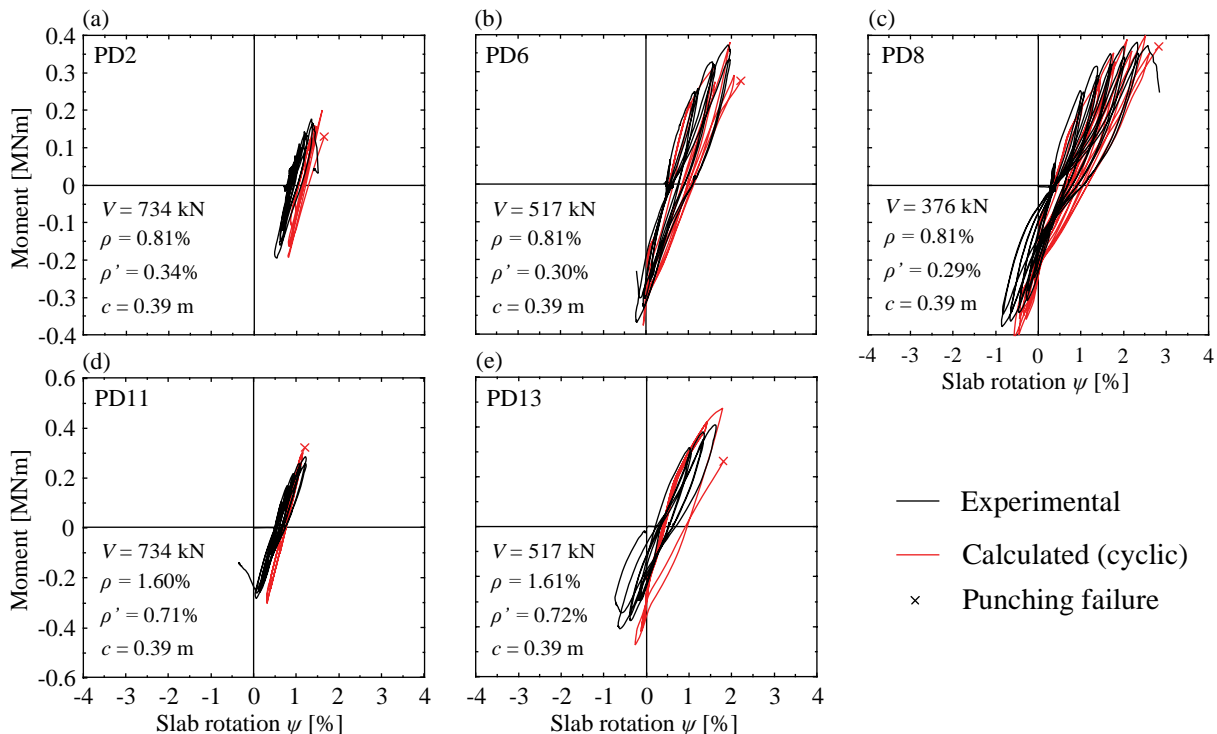 (a)
PD2
V = 734 kN
ρ = 0.81%
ρ' = 0.34%
c = 0.39 m
Moment [MNm]
0.4
0.3
0.2
0.1
0
-0.1
-0.2
-0.3
-0.4
(b)
PD6
V = 517 kN
ρ = 0.81%
ρ' = 0.30%
c = 0.39 m
(c)
PD8
V = 376 kN
ρ = 0.81%
ρ' = 0.29%
c = 0.39 m
-4 -3 -2 -1 0 1 2 3 4
Slab rotation ψ [%]
(d)
PD11
V = 734 kN
ρ = 1.60%
ρ' = 0.71%
c = 0.39 m
Moment [MNm]
0.6
0.4
0.2
0
-0.2
-0.4
-0.6
-4 -3 -2 -1 0 1 2 3 4
Slab rotation ψ [%]
(e)
PD13
V = 517 kN
ρ = 1.61%
ρ' = 0.72%
c = 0.39 m
-4 -3 -2 -1 0 1 2 3 4
Slab rotation ψ [%]
Experimental
Calculated (cyclic)
× Punching failure